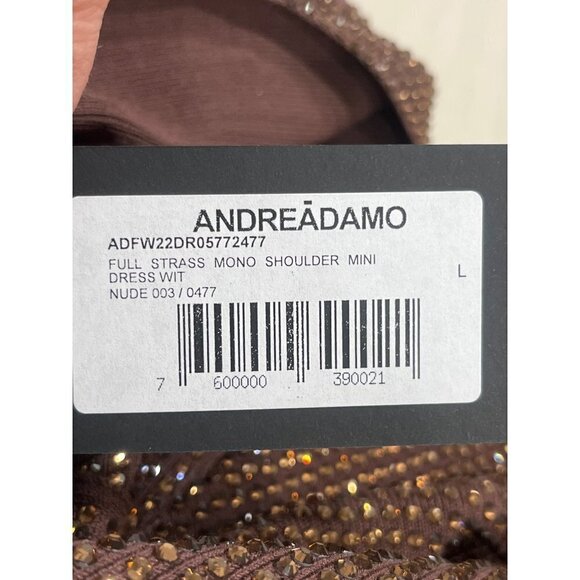 ANDREĀDAMO
ADFW22DR05772477
FULL STRASS MONO SHOULDER MINI
DRESS WIT
NUDE 003 / 0477
L
7 600000 390021